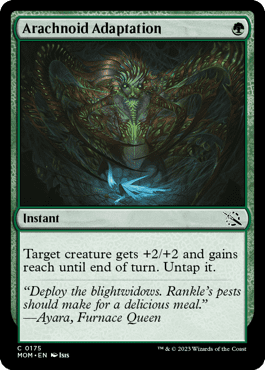 Arachnoid Adaptation
Instant
Target creature gets +2/+2 and gains
reach until end of turn. Untap it.
“Deploy the blightwidows. Rankle’s pests
should make for a delicious meal.”
—Ayara, Furnace Queen
C 0175
MOM • EN Isis
™ & © 2023 Wizards of the Coast